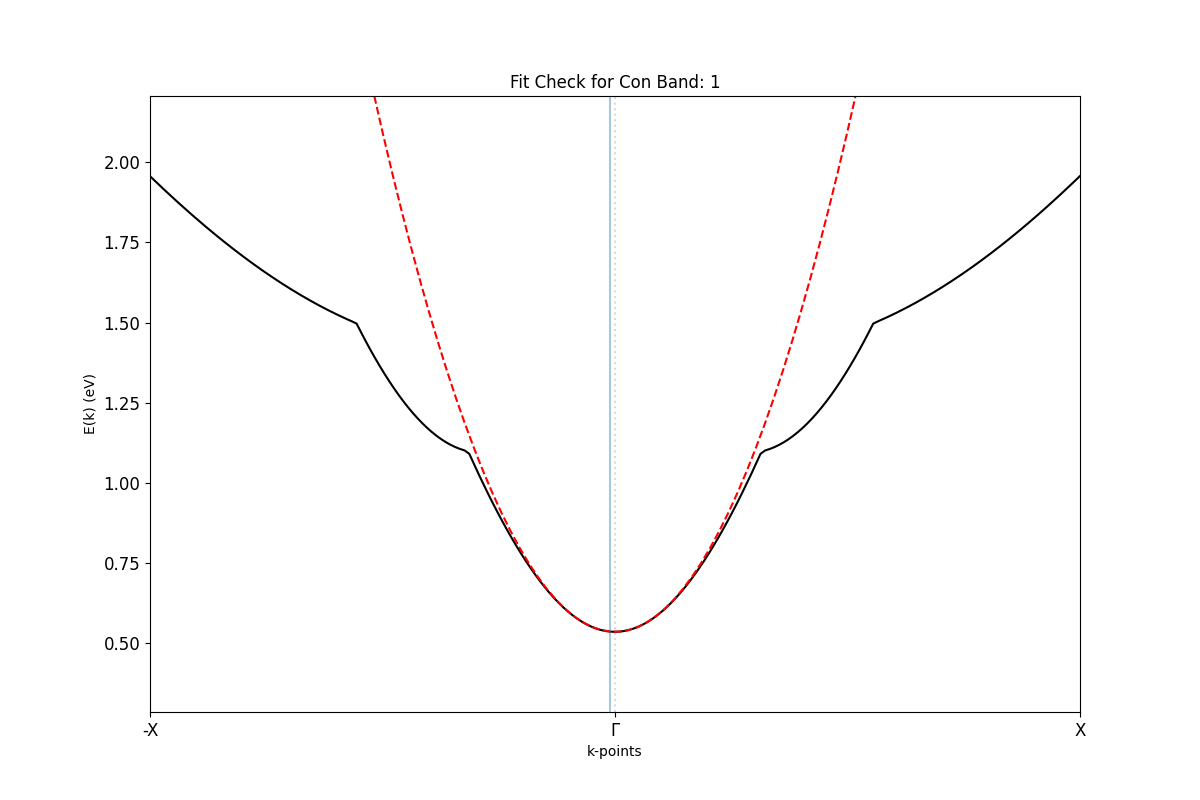 Fit Check for Con Band: 1
2.00
1.75
1.50
1.25
1.00
0.75
0.50
E(k) (eV)
-X
Γ
X
k-points